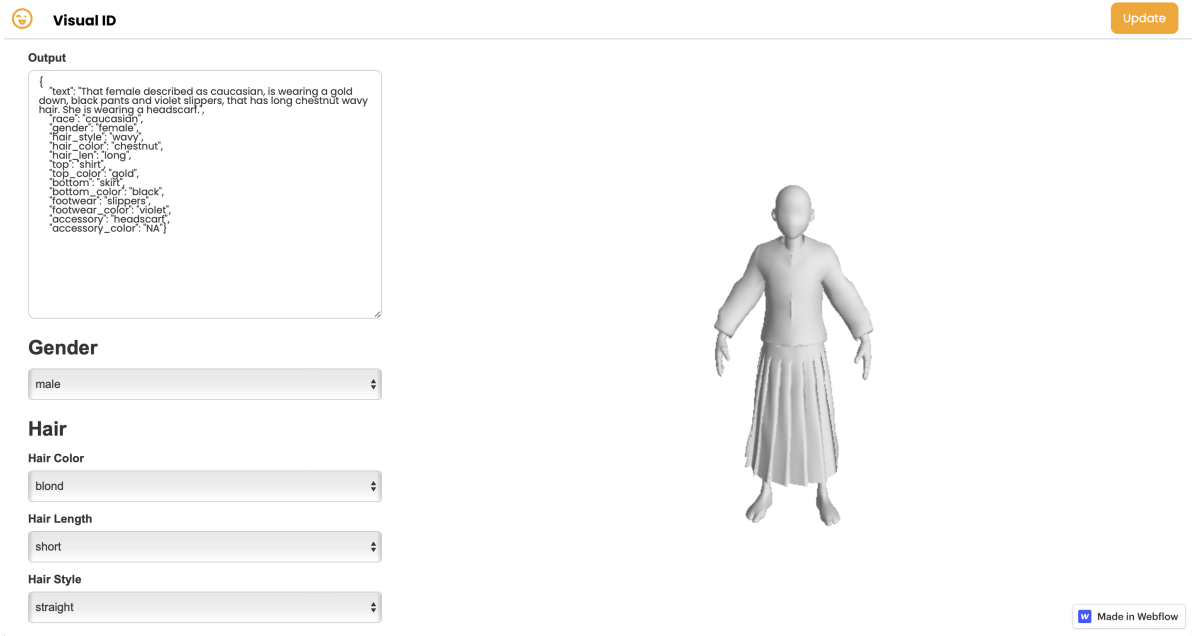 Visual ID
Update
Output
{
"text": "That female described as caucasian, is wearing a gold
down, black pants and violet slippers, that has long chestnut wavy
hair. She is wearing a headscarf.",
"race": "caucasian",
"gender": "female",
"hair_style": "wavy",
"hair_color": "chestnut",
"hair_len": "long",
"top": "shirt",
"top_color": "gold",
"bottom": "skirt",
"bottom_color": "black",
"footwear": "slippers",
"footwear_color": "violet",
"accessory": "headscarf",
"accessory_color": "NA"}
Gender
male
Hair
Hair Color
blond
Hair Length
short
Hair Style
straight
W Made in Webflow